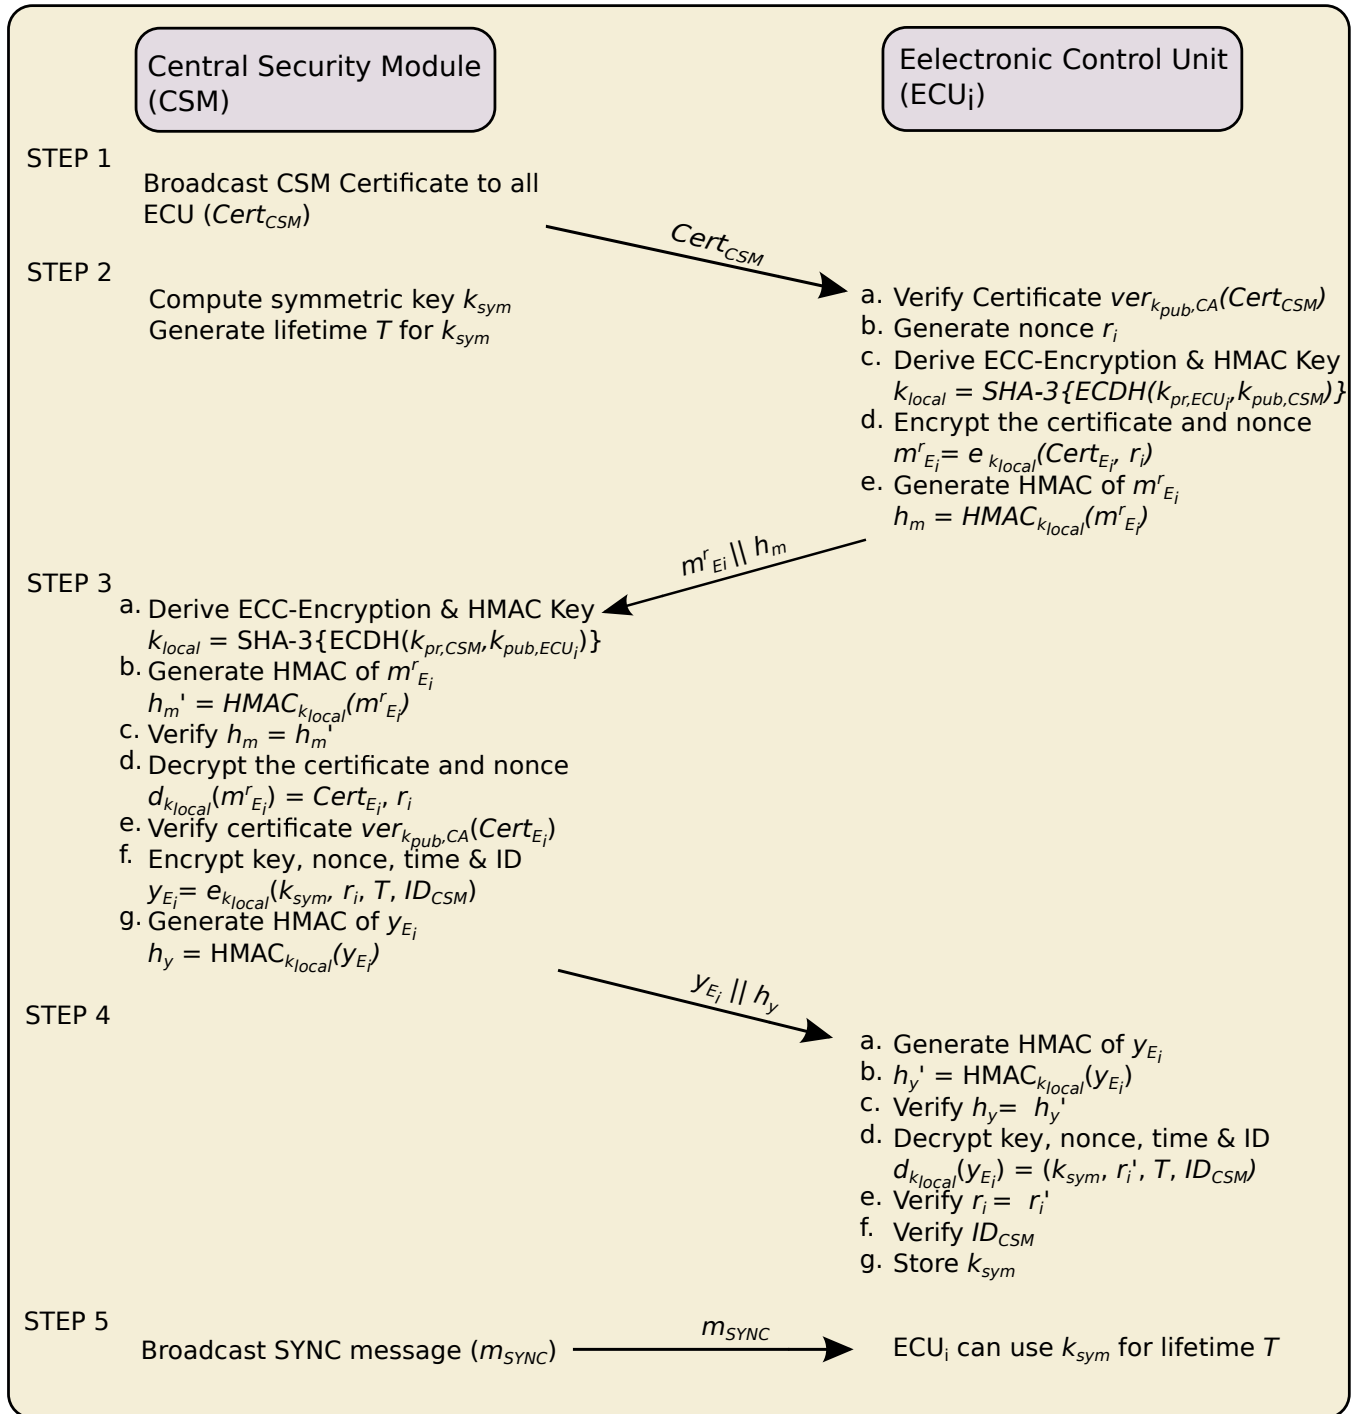 Central Security Module
(CSM)
Eelectronic Control Unit
(ECUi)
STEP 1
Broadcast CSM Certificate to all
ECU (CertCSM)
CertCSM
STEP 2
Compute symmetric key ksym
Generate lifetime T for ksym
a. Verify Certificate verkpub,CA(CertCSM)
b. Generate nonce ri
c. Derive ECC-Encryption & HMAC Key
klocal = SHA-3{ECDH(kpr,ECUi,kpub,CSM)}
d. Encrypt the certificate and nonce
mrEi= e klocal(CertEi, ri)
e. Generate HMAC of mrEi
hm = HMACklocal(mrEi)
mrEi || hm
STEP 3
a. Derive ECC-Encryption & HMAC Key
klocal = SHA-3{ECDH(kpr,CSM,kpub,ECUi)}
b. Generate HMAC of mrEi
hm' = HMACklocal(mrEi)
c. Verify hm = hm'
d. Decrypt the certificate and nonce
dklocal(mrEi) = CertEi, ri
e. Verify certificate verkpub,CA(CertEi)
f. Encrypt key, nonce, time & ID
yEi= eklocal(ksym, ri, T, IDCSM)
g. Generate HMAC of yEi
hy = HMACklocal(yEi)
yEi || hy
STEP 4
a. Generate HMAC of yEi
b. hy' = HMACklocal(yEi)
c. Verify hy= hy'
d. Decrypt key, nonce, time & ID
dklocal(yEi) = (ksym, ri', T, IDCSM)
e. Verify ri = ri'
f. Verify IDCSM
g. Store ksym
STEP 5
Broadcast SYNC message (mSYNC)
mSYNC
ECUi can use ksym for lifetime T